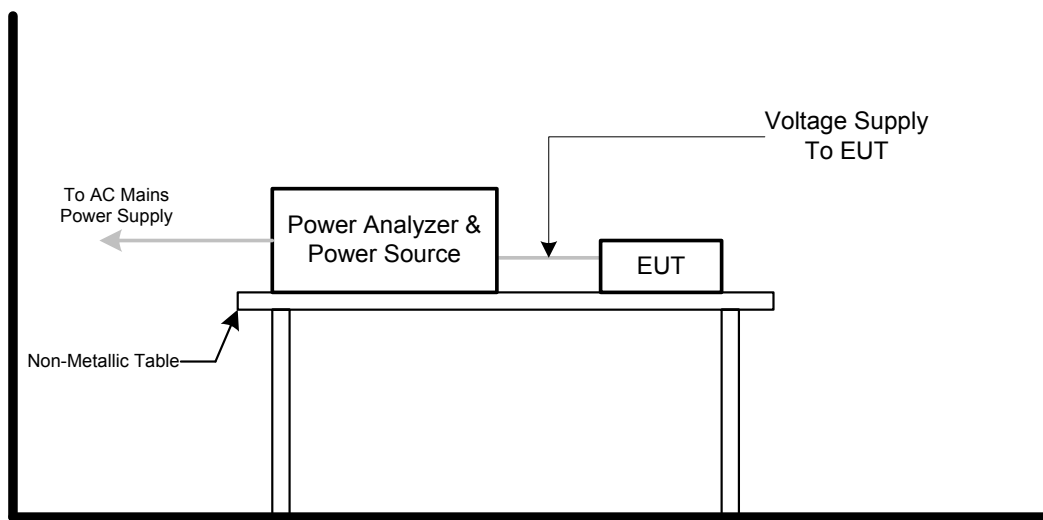 Voltage Supply
To EUT
To AC Mains
Power Supply
Power Analyzer &
Power Source
EUT
Non-Metallic Table